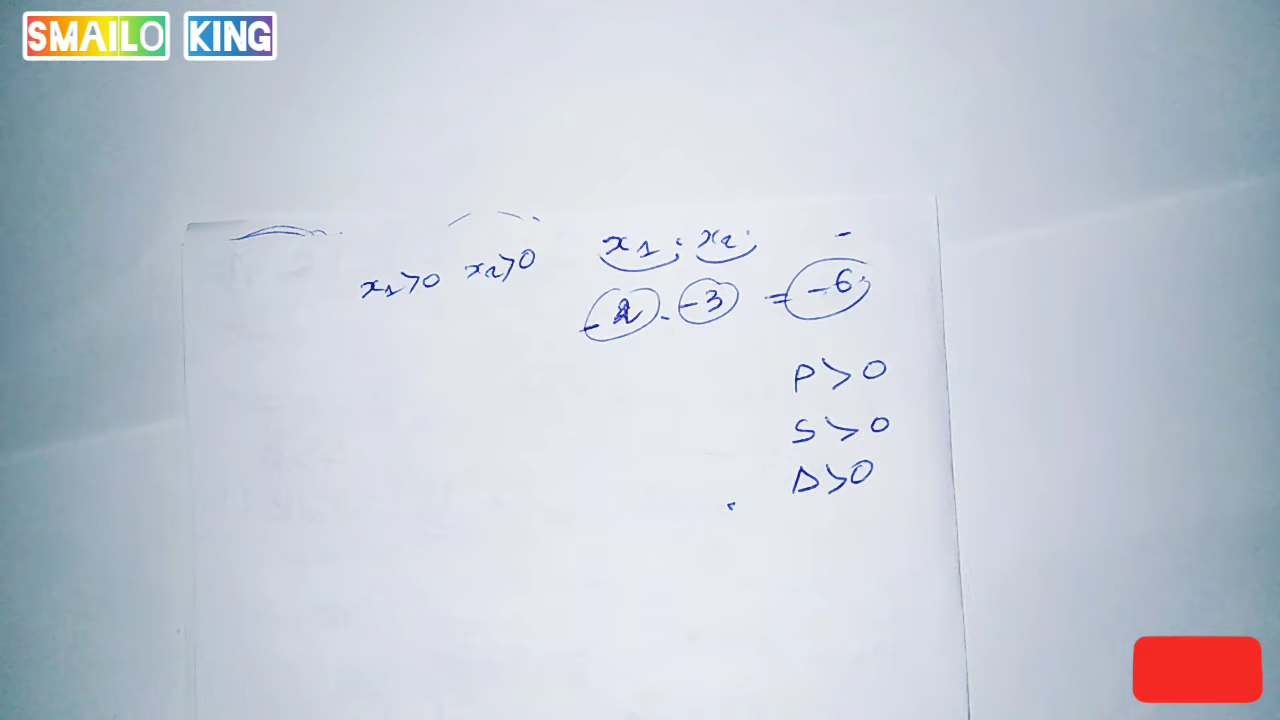 SMAILO KING
x₁>0 x₂>0 x₁ . x₂
-2 . -3 = -6
P>0
S>0
Δ>0